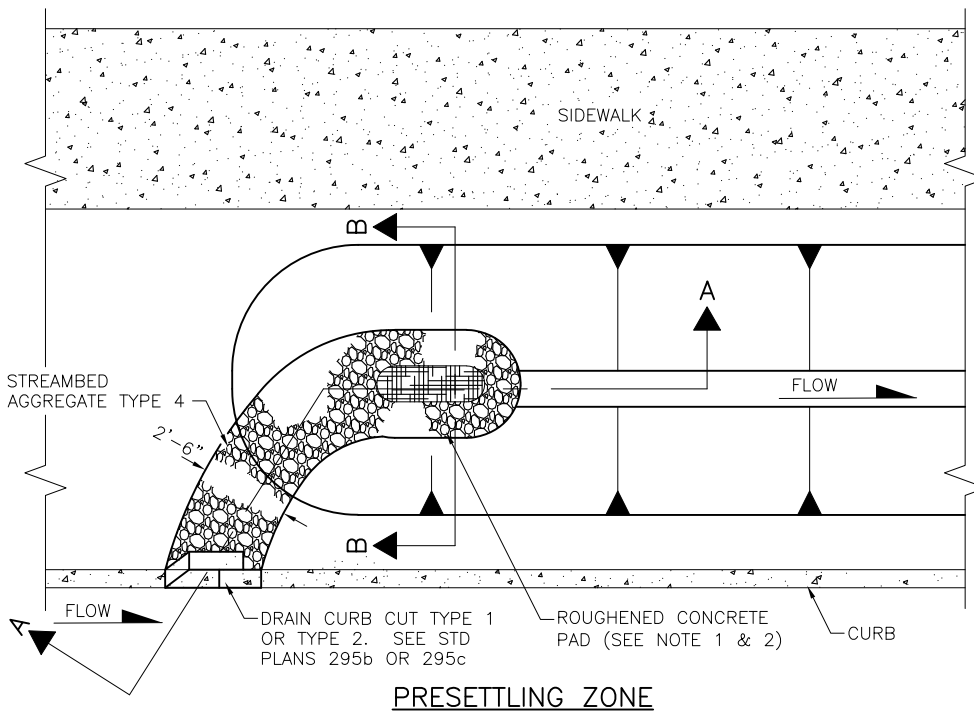 SIDEWALK
B
A
STREAMBED
AGGREGATE TYPE 4
FLOW
2'-6"
B
FLOW
A
DRAIN CURB CUT TYPE 1
OR TYPE 2.  SEE STD
PLANS 295b OR 295c
ROUGHENED CONCRETE
PAD (SEE NOTE 1 & 2)
CURB
PRESETTLING ZONE